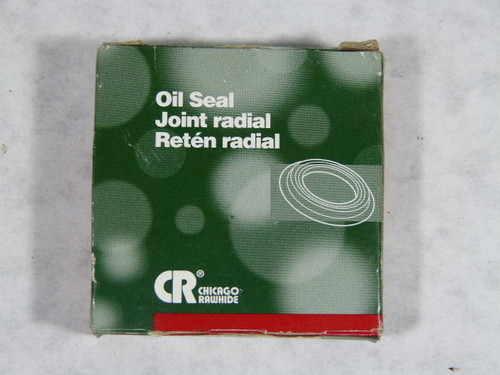 Oil Seal
Joint radial
Retén radial
CR® CHICAGO
RAWHIDE